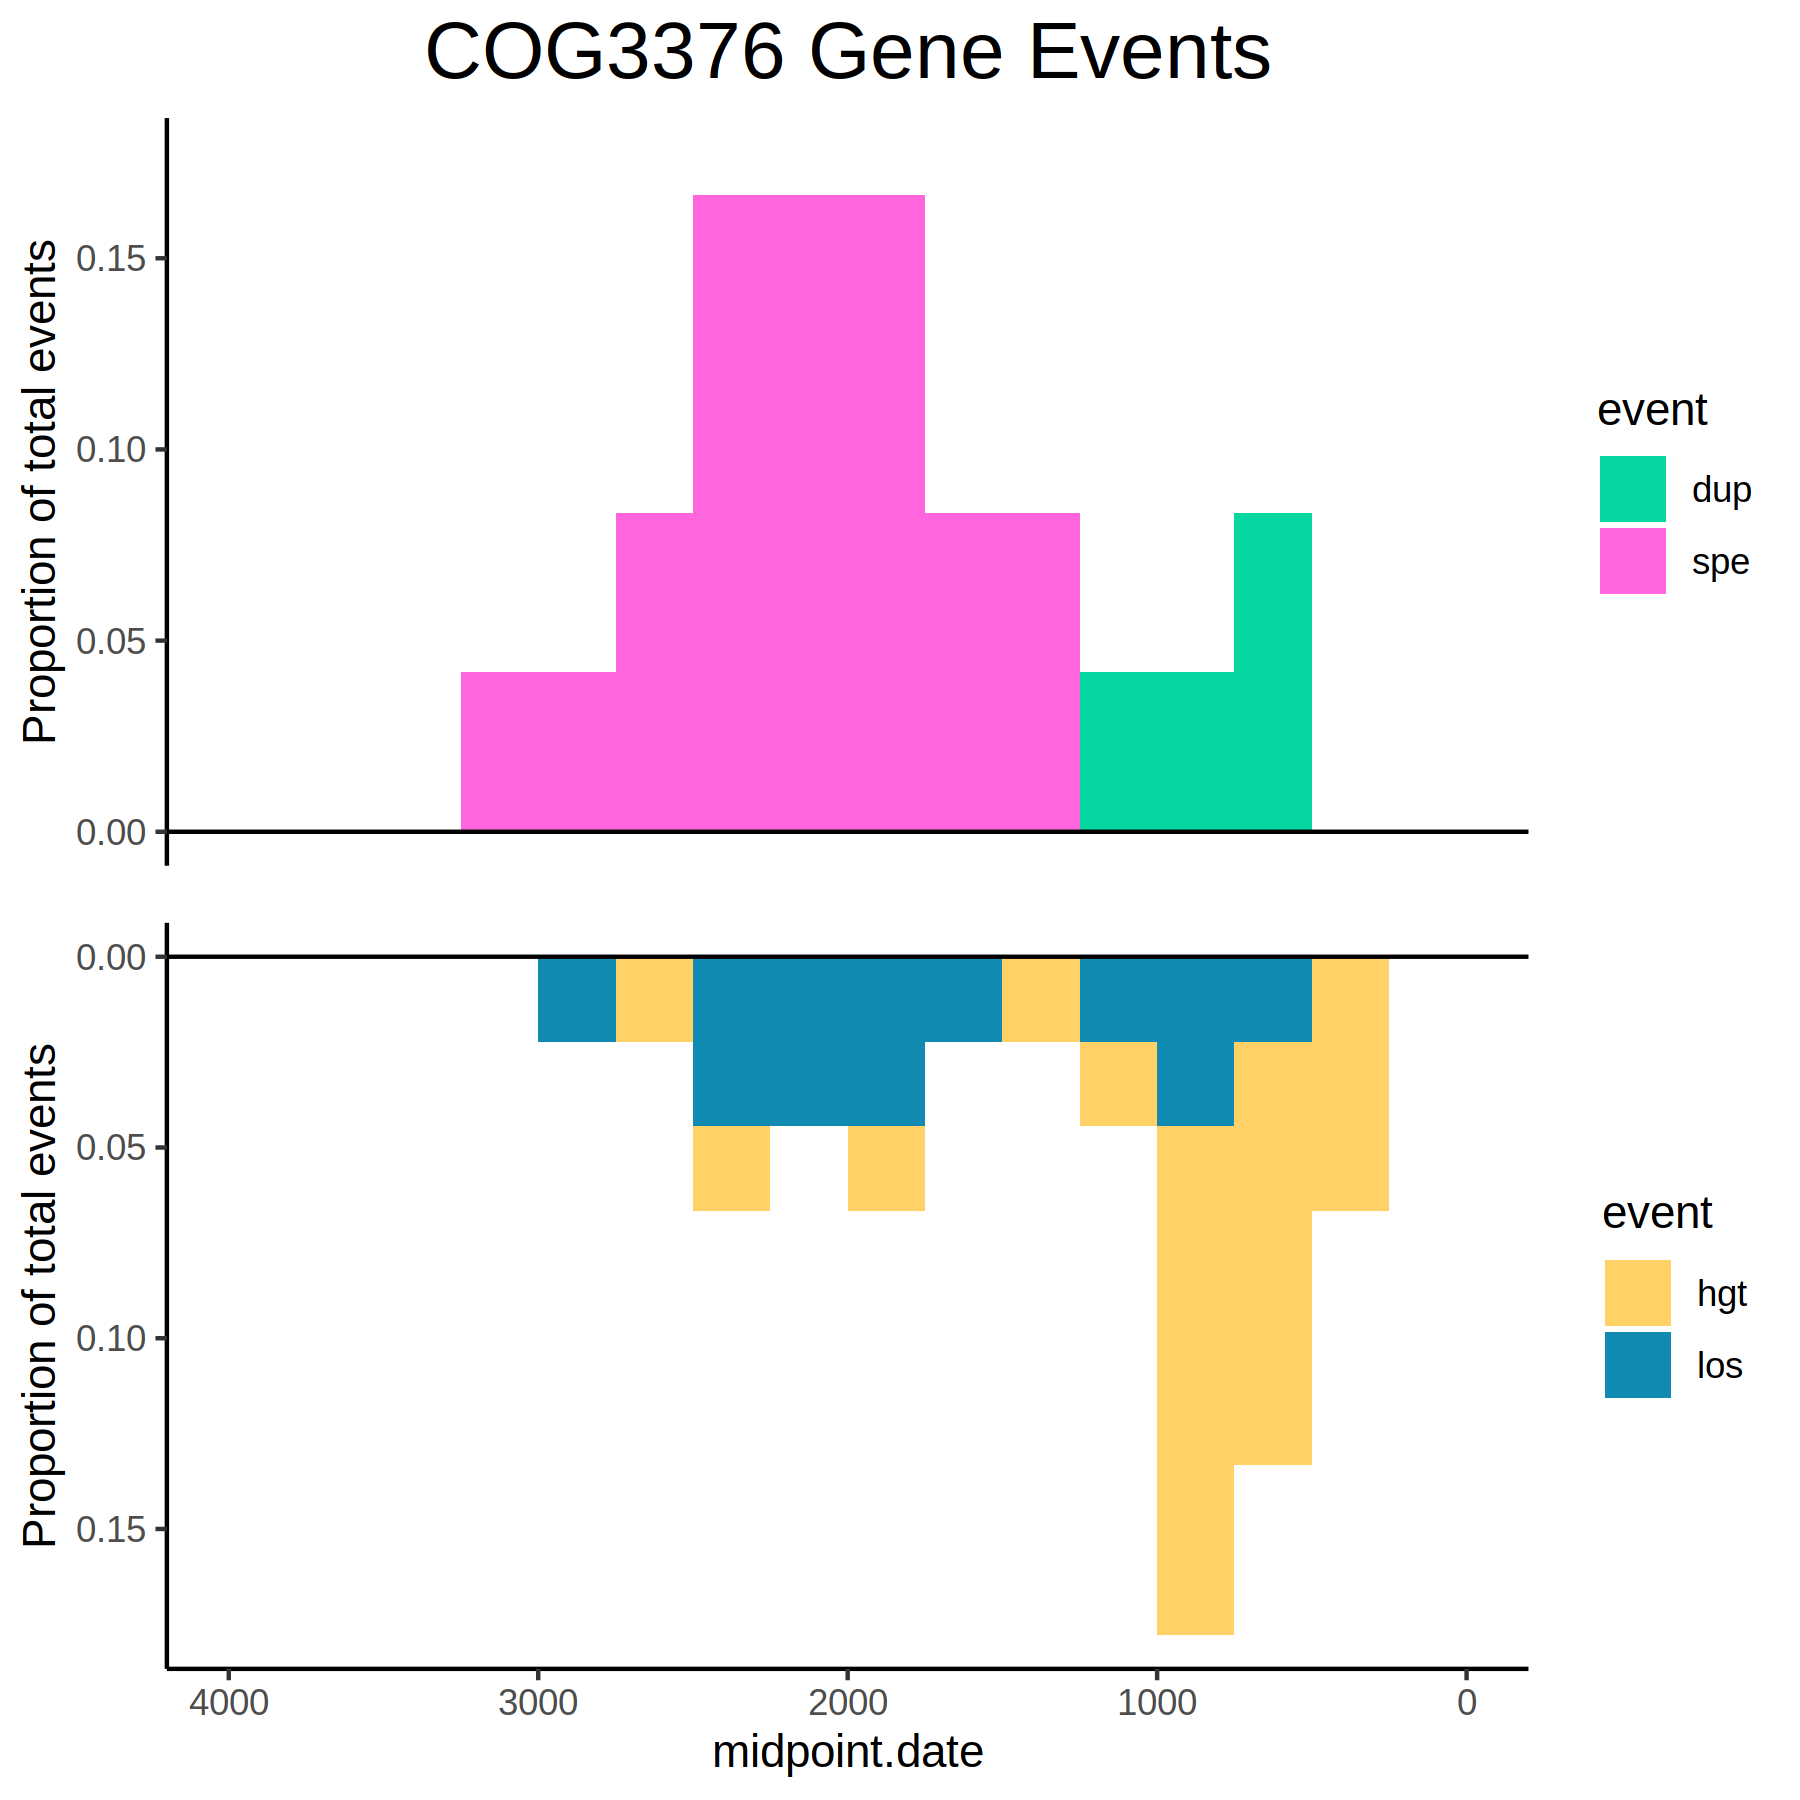 COG3376 Gene Events
Proportion of total events
0.15
0.10
0.05
0.00
event
dup
spe
Proportion of total events
0.00
0.05
0.10
0.15
event
hgt
los
4000 3000 2000 1000 0
midpoint.date